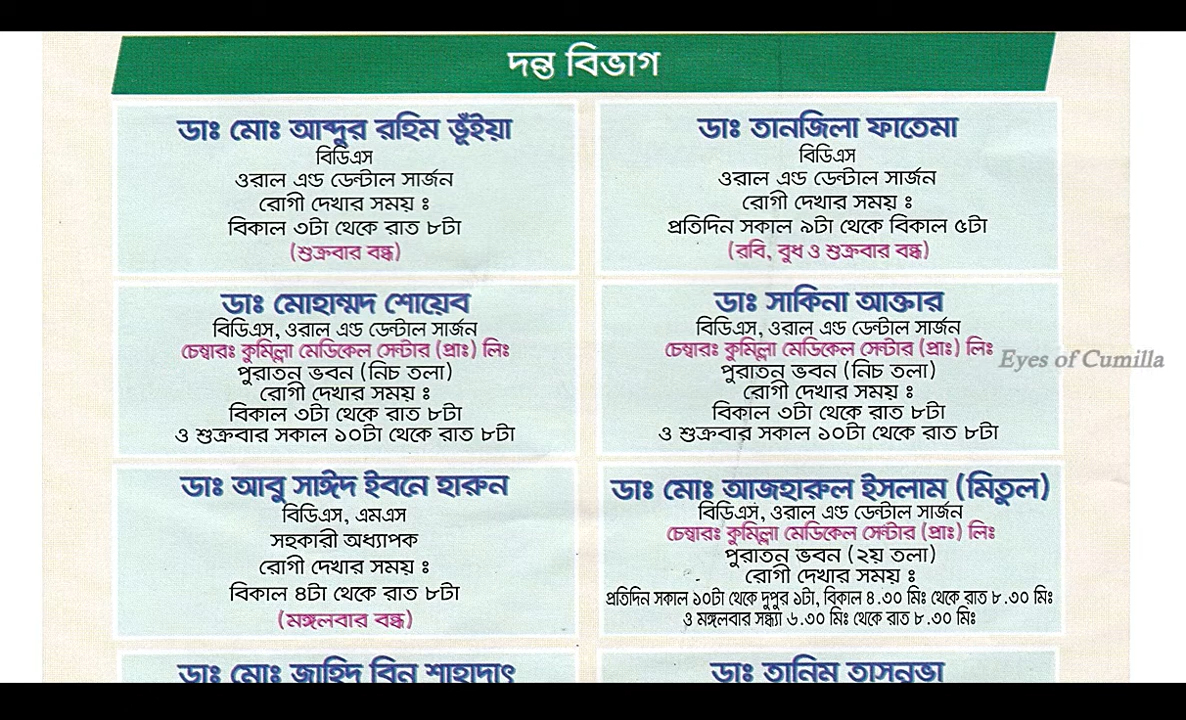 দন্ত বিভাগ
ডাঃ মোঃ আব্দুর রহিম ভূঁইয়া
বিডিএস
ওরাল এন্ড ডেন্টাল সার্জন
রোগী দেখার সময় ঃ
বিকাল ৩টা থেকে রাত ৮টা
(শুক্রবার বন্ধ)
ডাঃ তানজিলা ফাতেমা
বিডিএস
ওরাল এন্ড ডেন্টাল সার্জন
রোগী দেখার সময় ঃ
প্রতিদিন সকাল ৯টা থেকে বিকাল ৫টা
(রবি, বুধ ও শুক্রবার বন্ধ)
ডাঃ মোহাম্মদ শোয়েব
বিডিএস, ওরাল এন্ড ডেন্টাল সার্জন
চেম্বারঃ কুমিল্লা মেডিকেল সেন্টার (প্রাঃ) লিঃ
পুরাতন ভবন (নিচ তলা)
রোগী দেখার সময় ঃ
বিকাল ৩টা থেকে রাত ৮টা
ও শুক্রবার সকাল ১০টা থেকে রাত ৮টা
ডাঃ সাকিনা আক্তার
বিডিএস, ওরাল এন্ড ডেন্টাল সার্জন
চেম্বারঃ কুমিল্লা মেডিকেল সেন্টার (প্রাঃ) লিঃ
পুরাতন ভবন (নিচ তলা)
রোগী দেখার সময় ঃ
বিকাল ৩টা থেকে রাত ৮টা
ও শুক্রবার সকাল ১০টা থেকে রাত ৮টা
Eyes of Cumilla
ডাঃ আবু সাঈদ ইবনে হারুন
বিডিএস, এমএস
সহকারী অধ্যাপক
রোগী দেখার সময় ঃ
বিকাল ৪টা থেকে রাত ৮টা
(মঙ্গলবার বন্ধ)
ডাঃ মোঃ আজহারুল ইসলাম (মিতুল)
বিডিএস, ওরাল এন্ড ডেন্টাল সার্জন
চেম্বারঃ কুমিল্লা মেডিকেল সেন্টার (প্রাঃ) লিঃ
পুরাতন ভবন (২য় তলা)
রোগী দেখার সময় ঃ
প্রতিদিন সকাল ১০টা থেকে দুপুর ১টা, বিকাল ৪.৩০ মিঃ থেকে রাত ৮.৩০ মিঃ
ও মঙ্গলবার সন্ধ্যা ৬.৩০ মিঃ থেকে রাত ৮.৩০ মিঃ
ডাঃ মোঃ জাহিদ বিন শাহাদাৎ
ডাঃ তানিম তাসনুভা